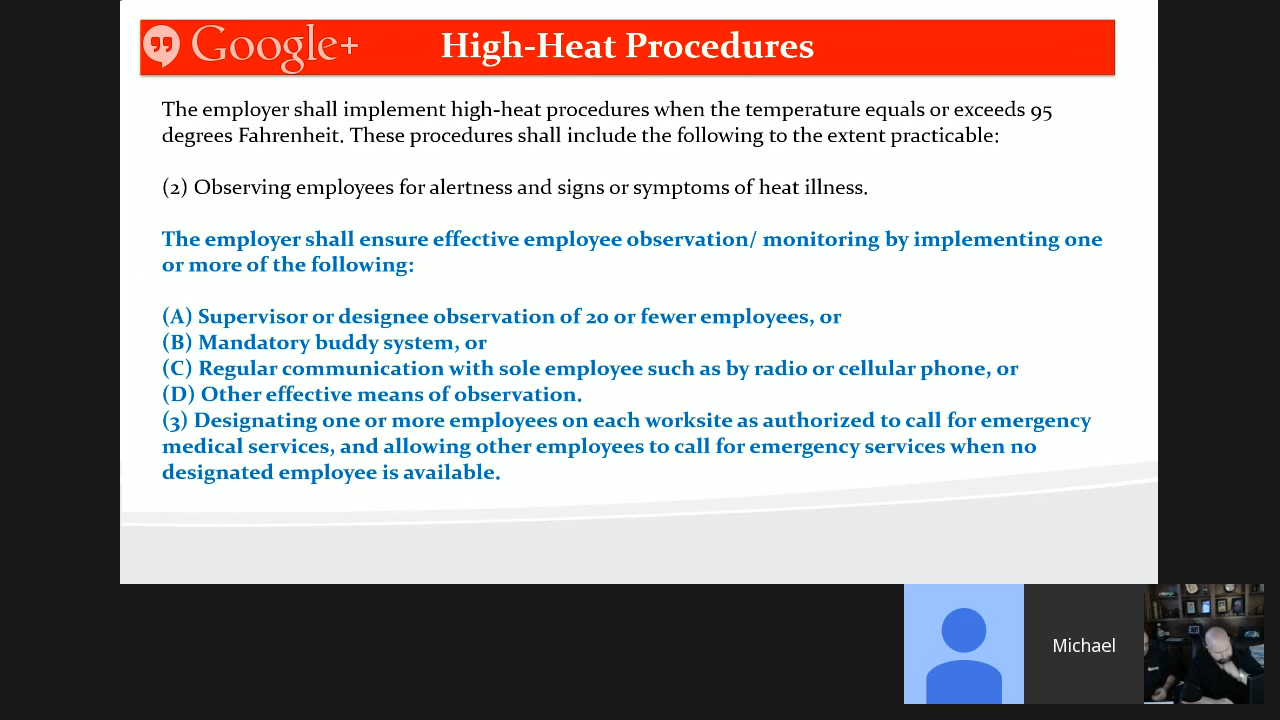 Google+
High-Heat Procedures
The employer shall implement high-heat procedures when the temperature equals or exceeds 95
degrees Fahrenheit. These procedures shall include the following to the extent practicable:
(2) Observing employees for alertness and signs or symptoms of heat illness.
The employer shall ensure effective employee observation/ monitoring by implementing one
or more of the following:
(A) Supervisor or designee observation of 20 or fewer employees, or
(B) Mandatory buddy system, or
(C) Regular communication with sole employee such as by radio or cellular phone, or
(D) Other effective means of observation.
(3) Designating one or more employees on each worksite as authorized to call for emergency
medical services, and allowing other employees to call for emergency services when no
designated employee is available.
Michael